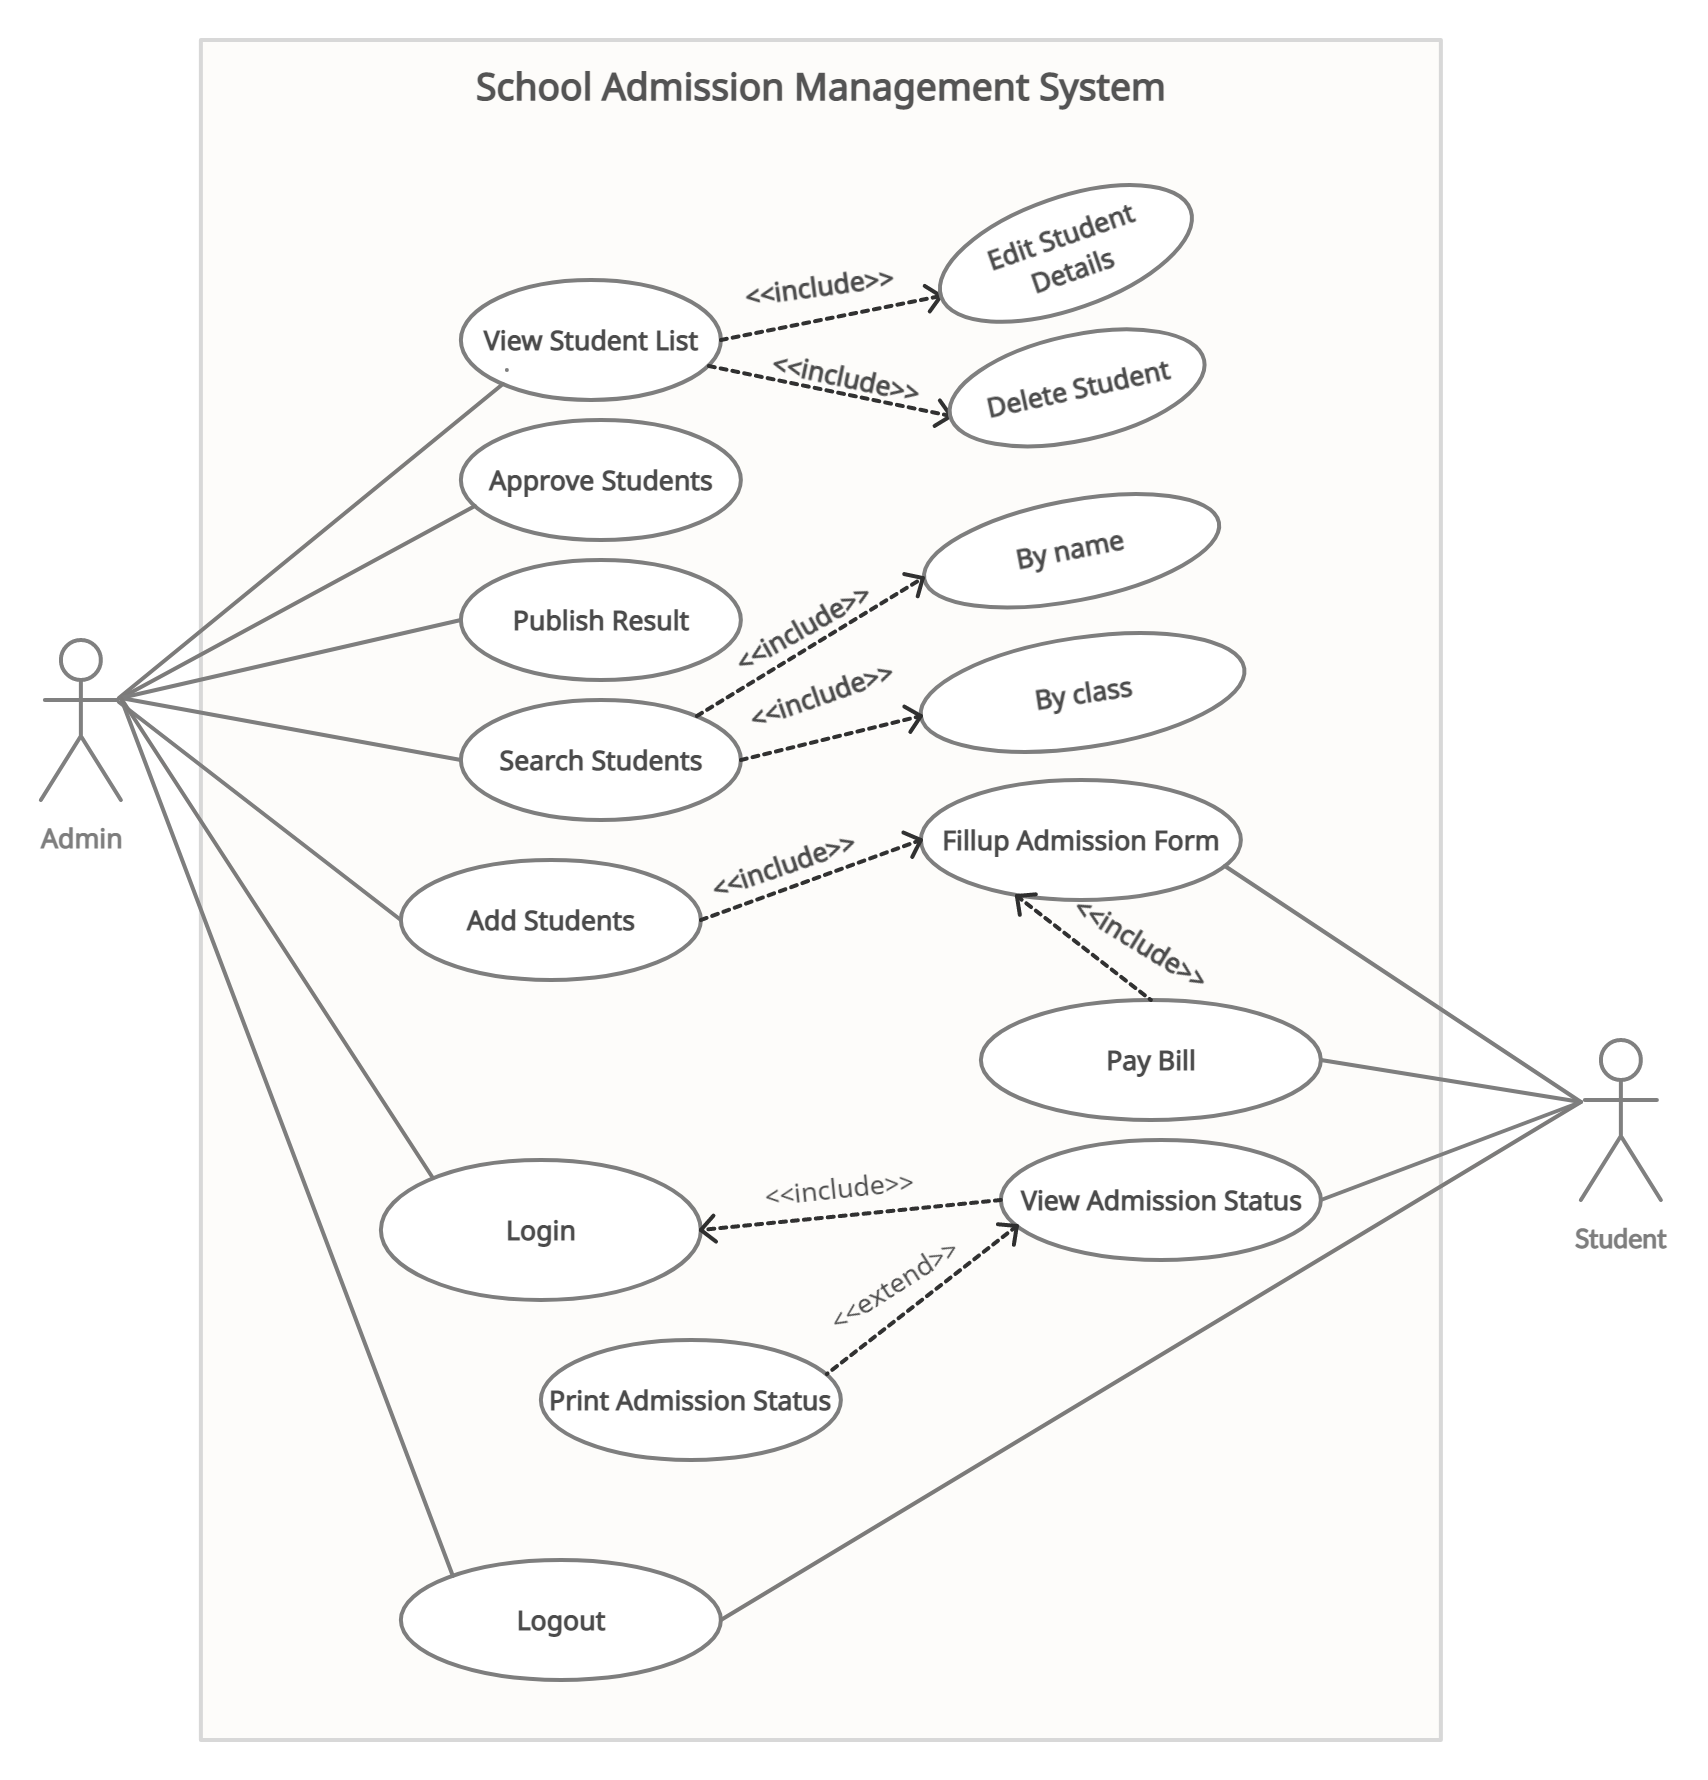 School Admission Management System
Edit Student
Details
<<include>>
View Student List
<<include>>
Delete Student
Approve Students
By name
<<include>>
Publish Result
By class
<<include>>
Search Students
Admin
Fillup Admission Form
<<include>>
Add Students
<<include>>
Pay Bill
<<include>>
View Admission Status
Login
Student
<<extend>>
Print Admission Status
Logout